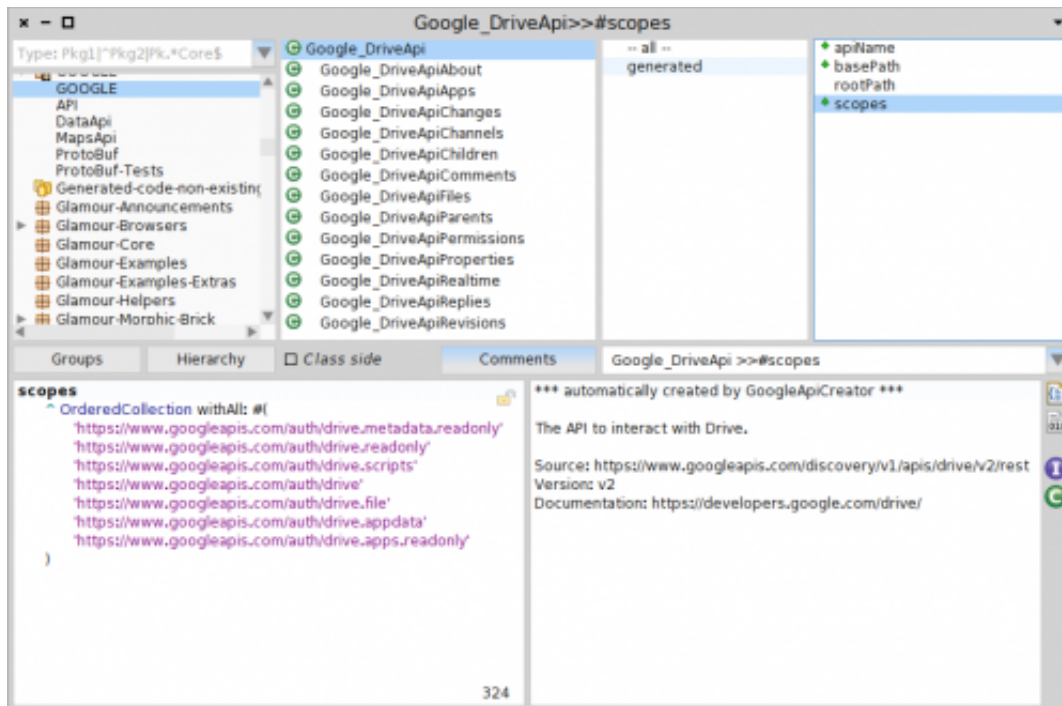 Google_DriveApi>>#scopes
Type: Pkg1|^Pkg2|Pk.*Core$
GOOGLE
GOOGLE
API
DataApi
MapsApi
ProtoBuf
ProtoBuf-Tests
Generated-code-non-existing
Glamour-Announcements
Glamour-Browsers
Glamour-Core
Glamour-Examples
Glamour-Examples-Extras
Glamour-Helpers
Glamour-Morphic-Brick
Google_DriveApi
Google_DriveApiAbout
Google_DriveApiApps
Google_DriveApiChanges
Google_DriveApiChannels
Google_DriveApiChildren
Google_DriveApiComments
Google_DriveApiFiles
Google_DriveApiParents
Google_DriveApiPermissions
Google_DriveApiProperties
Google_DriveApiRealtime
Google_DriveApiReplies
Google_DriveApiRevisions
-- all --
generated
apiName
basePath
rootPath
scopes
Groups
Hierarchy
Class side
Comments
Google_DriveApi >>#scopes
scopes
^ OrderedCollection withAll: #(
'https://www.googleapis.com/auth/drive.metadata.readonly'
'https://www.googleapis.com/auth/drive.readonly'
'https://www.googleapis.com/auth/drive.scripts'
'https://www.googleapis.com/auth/drive'
'https://www.googleapis.com/auth/drive.file'
'https://www.googleapis.com/auth/drive.appdata'
'https://www.googleapis.com/auth/drive.apps.readonly'
)
324
*** automatically created by GoogleApiCreator ***
The API to interact with Drive.
Source: https://www.googleapis.com/discovery/v1/apis/drive/v2/rest
Version: v2
Documentation: https://developers.google.com/drive/